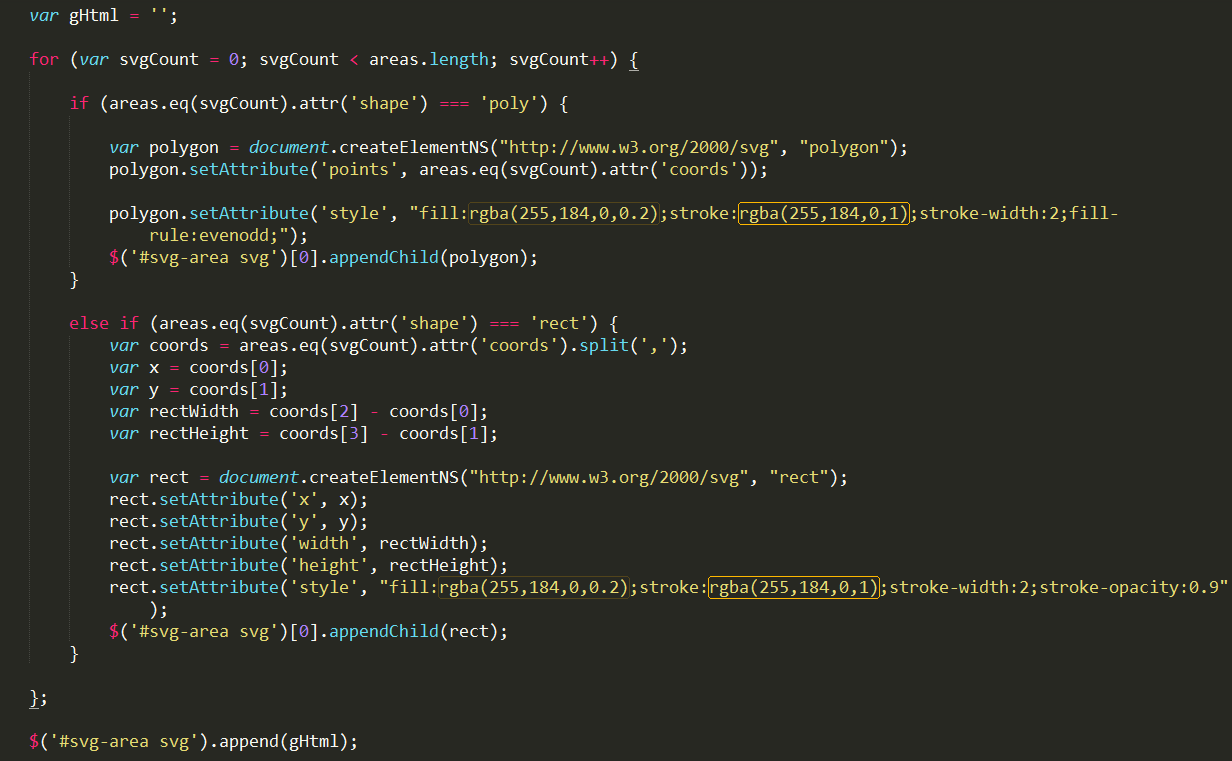 var gHtml = '';
for (var svgCount = 0; svgCount < areas.length; svgCount++) {
if (areas.eq(svgCount).attr('shape') === 'poly') {
var polygon = document.createElementNS("http://www.w3.org/2000/svg", "polygon");
polygon.setAttribute('points', areas.eq(svgCount).attr('coords'));
polygon.setAttribute('style', "fill:rgba(255,184,0,0.2);stroke:rgba(255,184,0,1);stroke-width:2;fill-
rule:evenodd;");
$('#svg-area svg')[0].appendChild(polygon);
}
else if (areas.eq(svgCount).attr('shape') === 'rect') {
var coords = areas.eq(svgCount).attr('coords').split(',');
var x = coords[0];
var y = coords[1];
var rectWidth = coords[2] - coords[0];
var rectHeight = coords[3] - coords[1];
var rect = document.createElementNS("http://www.w3.org/2000/svg", "rect");
rect.setAttribute('x', x);
rect.setAttribute('y', y);
rect.setAttribute('width', rectWidth);
rect.setAttribute('height', rectHeight);
rect.setAttribute('style', "fill:rgba(255,184,0,0.2);stroke:rgba(255,184,0,1);stroke-width:2;stroke-opacity:0.9"
);
$('#svg-area svg')[0].appendChild(rect);
}
};
$('#svg-area svg').append(gHtml);